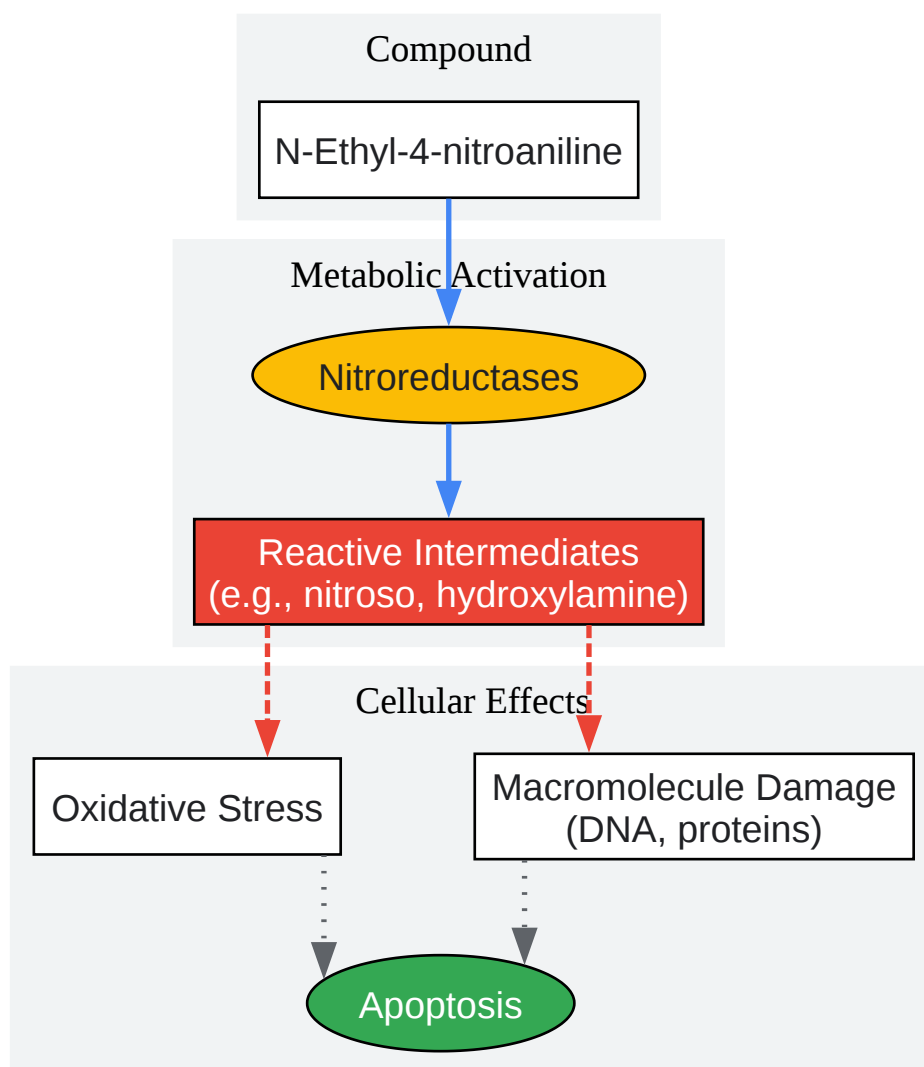 Compound
N-Ethyl-4-nitroaniline
Metabolic Activation
Nitroreductases
Reactive Intermediates
(e.g., nitroso, hydroxylamine)
Cellular Effects
Oxidative Stress
Macromolecule Damage
(DNA, proteins)
Apoptosis